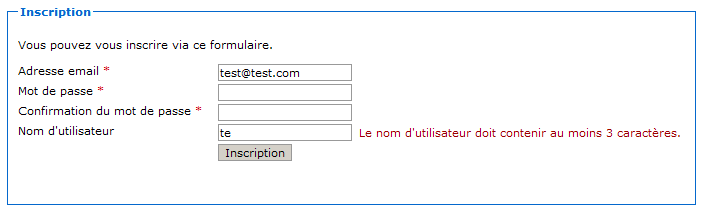 Inscription
Vous pouvez vous inscrire via ce formulaire.
Adresse email * test@test.com
Mot de passe *
Confirmation du mot de passe *
Nom d'utilisateur te Le nom d'utilisateur doit contenir au moins 3 caractères.
Inscription